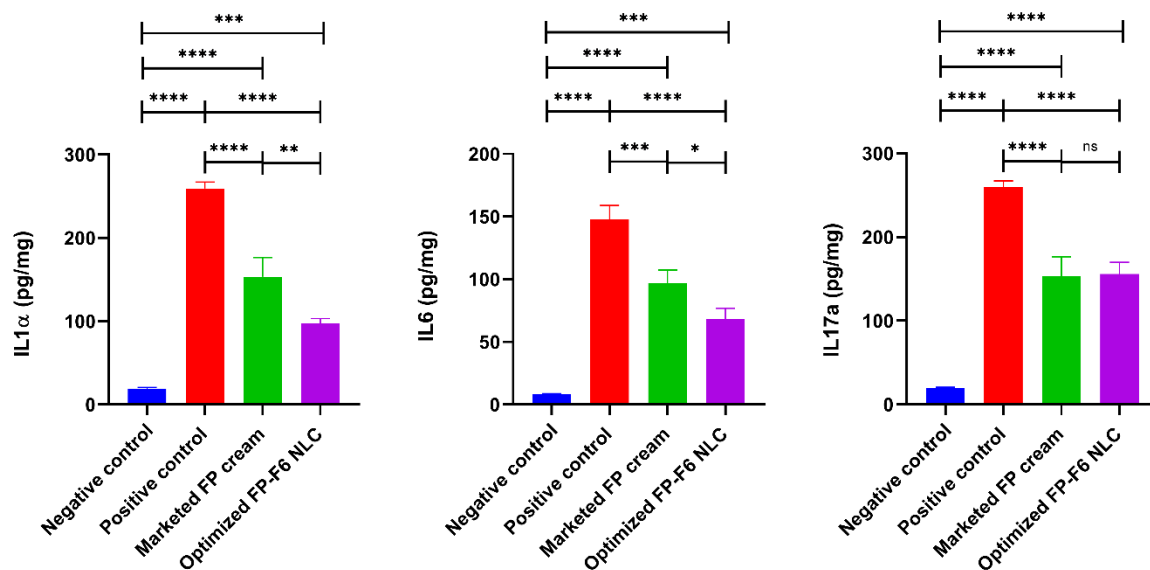 ***
****
**** ****
**** **
300
200
100
0
IL1α (pg/mg)
Negative control
Positive control
Marketed FP cream
Optimized FP-F6 NLC
***
****
**** ****
*** *
200
150
100
50
0
IL6 (pg/mg)
Negative control
Positive control
Marketed FP cream
Optimized FP-F6 NLC
****
****
**** ****
**** ns
300
200
100
0
IL17a (pg/mg)
Negative control
Positive control
Marketed FP cream
Optimized FP-F6 NLC